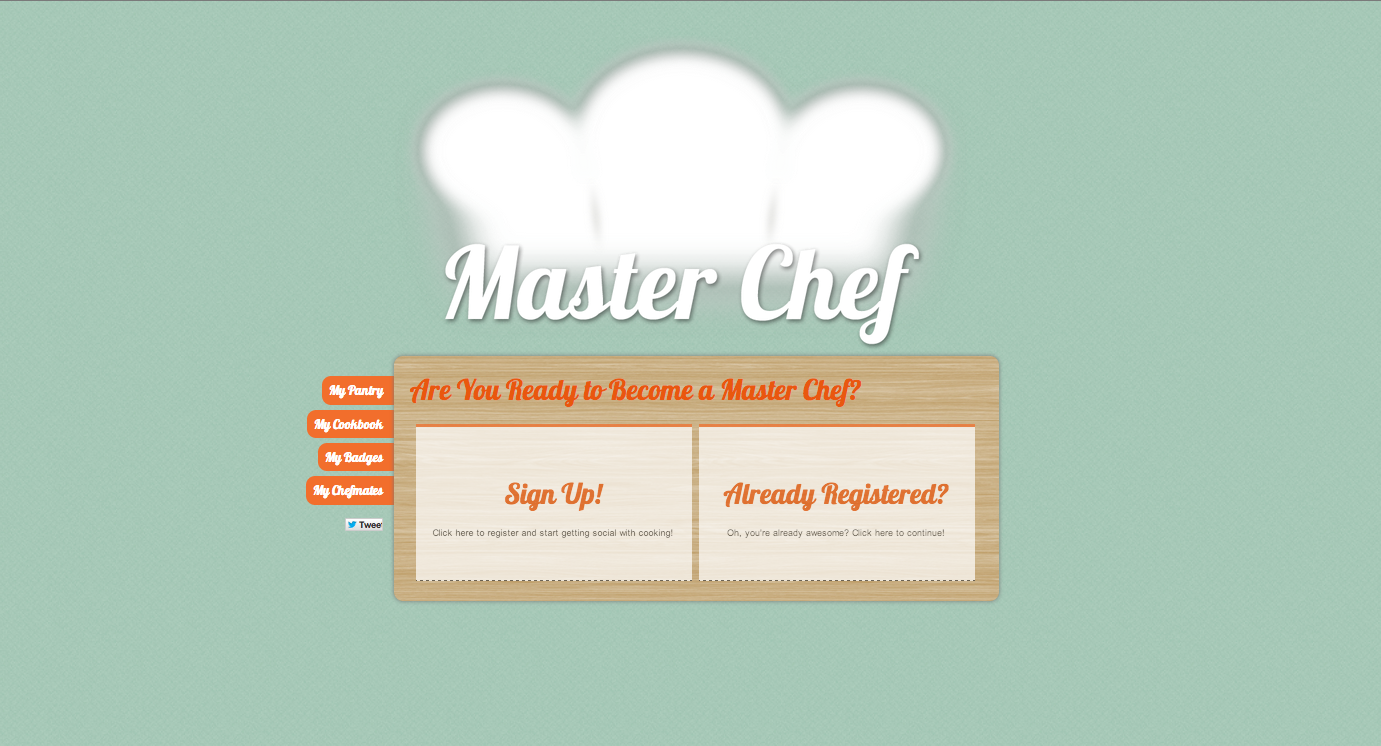 Master Chef
Are You Ready to Become a Master Chef?
My Pantry
My Cookbook
My Badges
My Chefmates
Tweet
Sign Up!
Click here to register and start getting social with cooking!
Already Registered?
Oh, you're already awesome? Click here to continue!